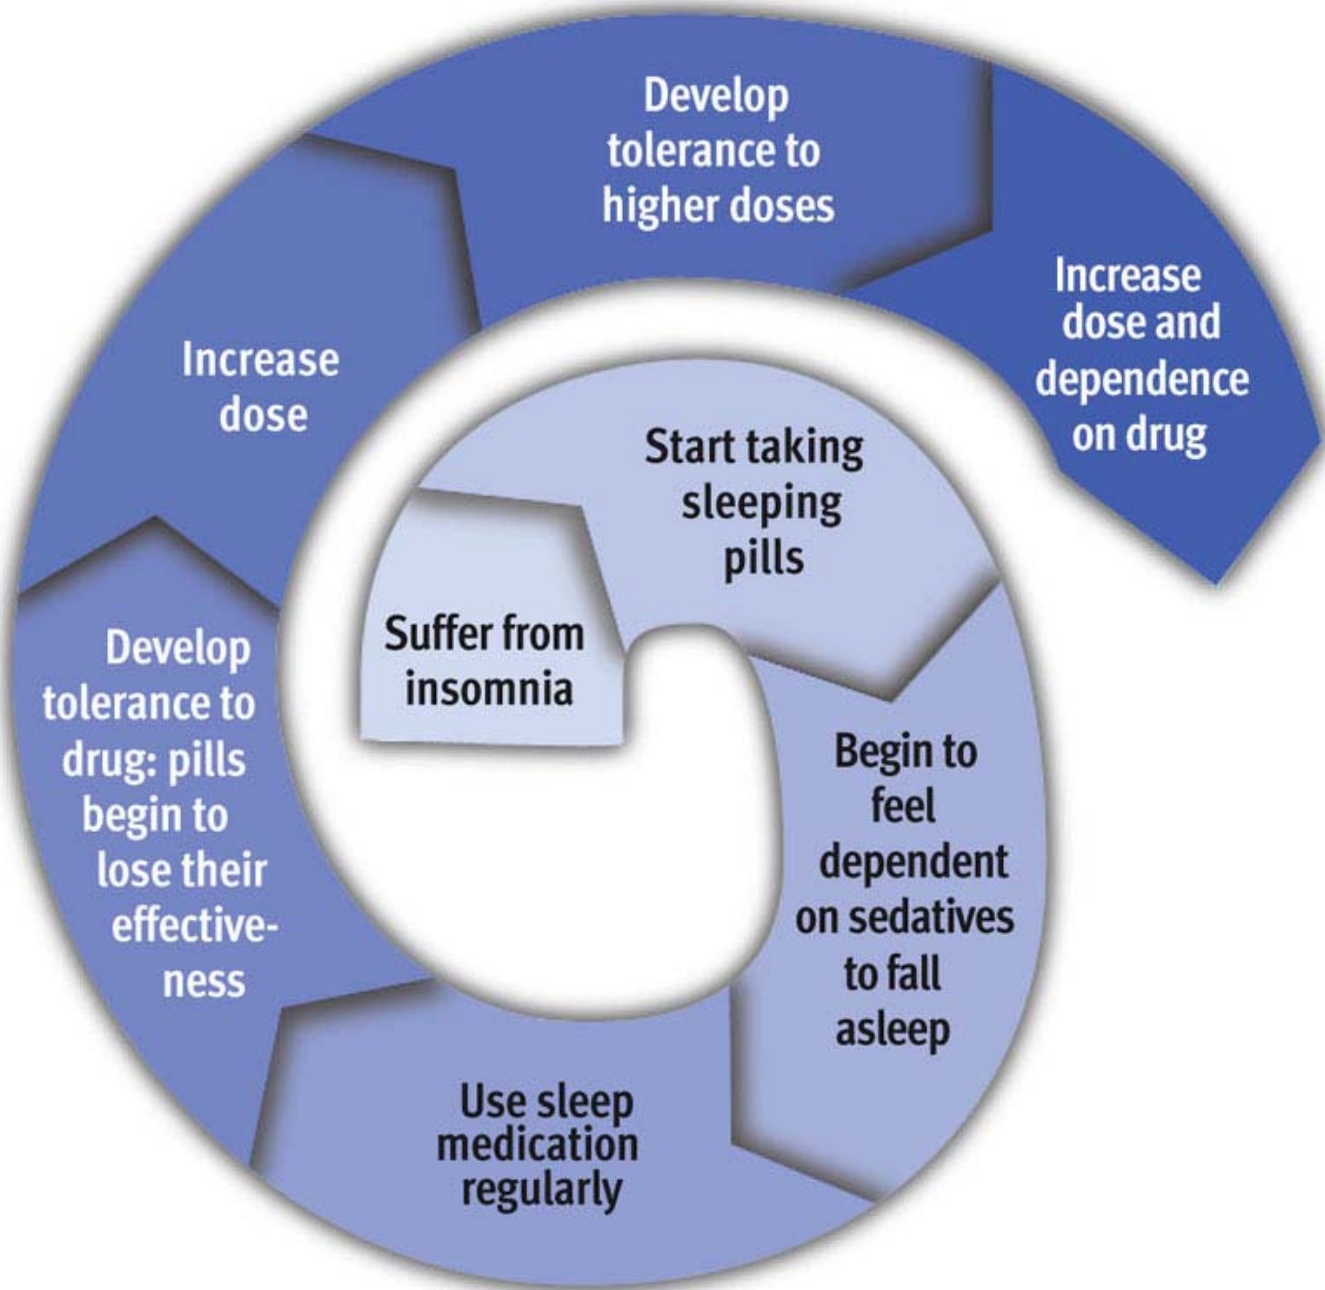 Suffer from
insomnia
Start taking
sleeping
pills
Begin to
feel
dependent
on sedatives
to fall
asleep
Use sleep
medication
regularly
Develop
tolerance to
drug: pills
begin to
lose their
effective-
ness
Increase
dose
Develop
tolerance to
higher doses
Increase
dose and
dependence
on drug